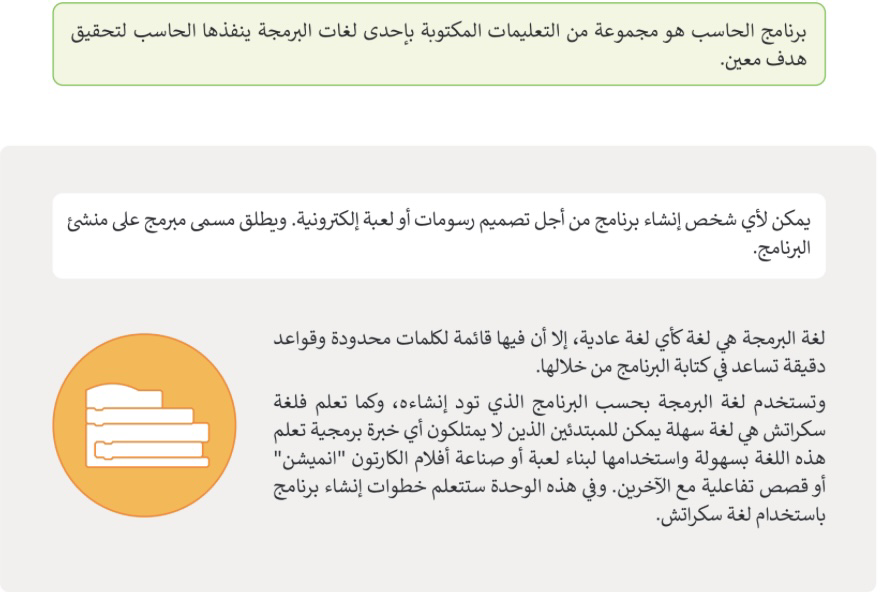 برنامج الحاسب هو مجموعة من التعليمات المكتوبة بإحدى لغات البرمجة ينفذها الحاسب لتحقيق
هدف معين.
يمكن لأي شخص إنشاء برنامج من أجل تصميم رسومات أو لعبة إلكترونية. ويطلق مسمى مبرمج على منشئ
البرنامج.
لغة البرمجة هي لغة كأي لغة عادية، إلا أن فيها قائمة لكلمات محدودة وقواعد
دقيقة تساعد في كتابة البرنامج من خلالها.
وتستخدم لغة البرمجة بحسب البرنامج الذي تود إنشاءه، وكما تعلم فلغة
سكراتش هي لغة سهلة يمكن للمبتدئين الذين لا يمتلكون أي خبرة برمجية تعلم
هذه اللغة بسهولة واستخدامها لبناء لعبة أو صناعة أفلام الكارتون "انميشن"
أو قصص تفاعلية مع الآخرين. وفي هذه الوحدة ستتعلم خطوات إنشاء برنامج
باستخدام لغة سكراتش.